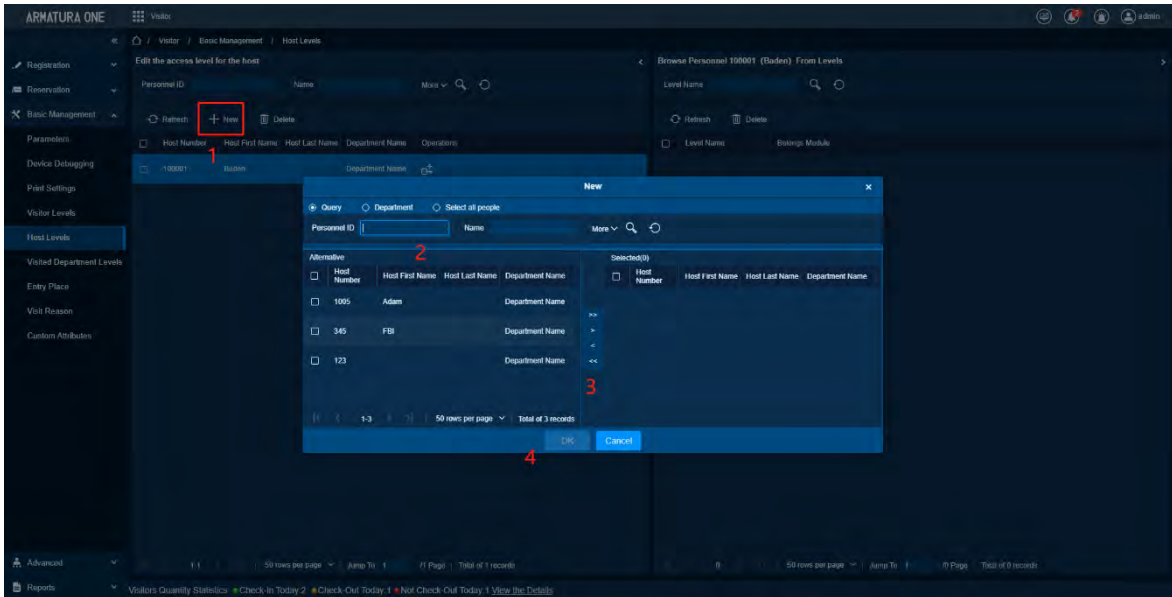 ARMATURA ONE
Visitor
admin
Visitor / Basic Management / Host Levels
Registration
Reservation
Basic Management
Parameters
Device Debugging
Print Settings
Visitor Levels
Host Levels
Visited Department Levels
Entry Place
Visit Reason
Custom Attributes
Advanced
Reports
Edit the access level for the host
Personnel ID Name More
Refresh New Delete
1
Host Number Host First Name Host Last Name Department Name Operations
100001 Baden Department Name
Browse Personnel 100001 (Baden) From Levels
Level Name
Refresh Delete
Level Name Belongs Module
New
Query Department Select all people
Personnel ID Name More
2
Alternative
Host Number Host First Name Host Last Name Department Name
1005 Adam Department Name
345 FBI Department Name
123 Department Name
1-3 50 rows per page Total of 3 records
Selected(0)
Host Number Host First Name Host Last Name Department Name
>>
>
<
<<
3
OK Cancel
4
1-1 50 rows per page Jump To 1 /1 Page Total of 1 records
0 50 rows per page Jump To /0 Page Total of 0 records
Visitors Quantity Statistics Check-In Today:2 Check-Out Today:1 Not Check-Out Today:1 View the Details